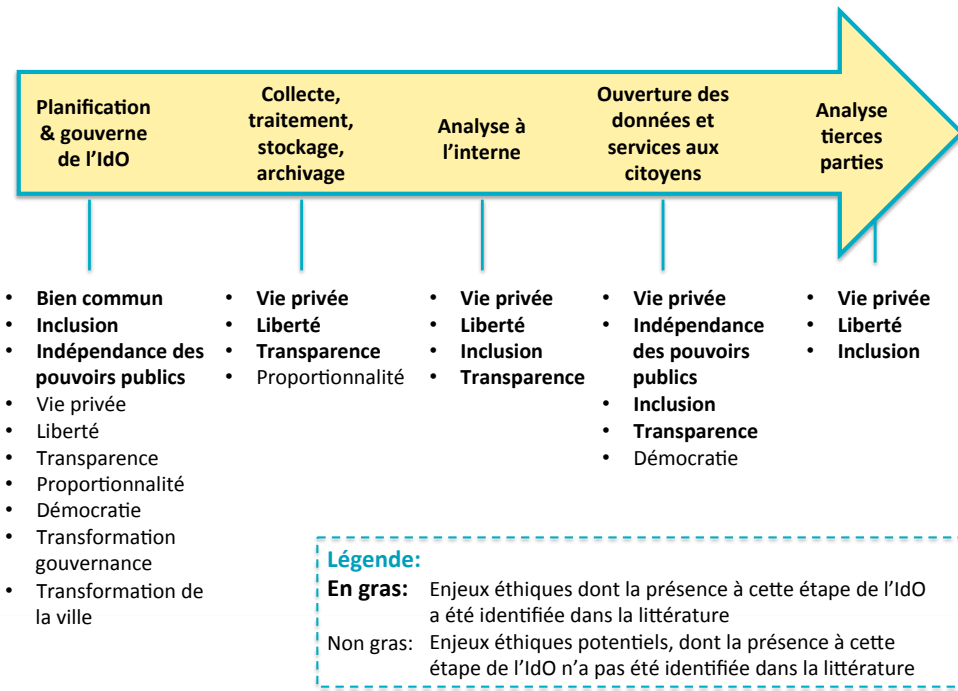 Planification
& gouverne
de l'IdO
Collecte,
traitement,
stockage,
archivage
Analyse à
l'interne
Ouverture des
données et
services aux
citoyens
Analyse
tierces
parties
• Bien commun
• Inclusion
• Indépendance des
pouvoirs publics
• Vie privée
• Liberté
• Transparence
• Proportionnalité
• Démocratie
• Transformation
gouvernance
• Transformation de
la ville
• Vie privée
• Liberté
• Transparence
• Proportionnalité
• Vie privée
• Liberté
• Inclusion
• Transparence
• Vie privée
• Indépendance
des pouvoirs
publics
• Inclusion
• Transparence
• Démocratie
• Vie privée
• Liberté
• Inclusion
Légende:
En gras: Enjeux éthiques dont la présence à cette étape de l'IdO
a été identifiée dans la littérature
Non gras: Enjeux éthiques potentiels, dont la présence à cette
étape de l'IdO n'a pas été identifiée dans la littérature